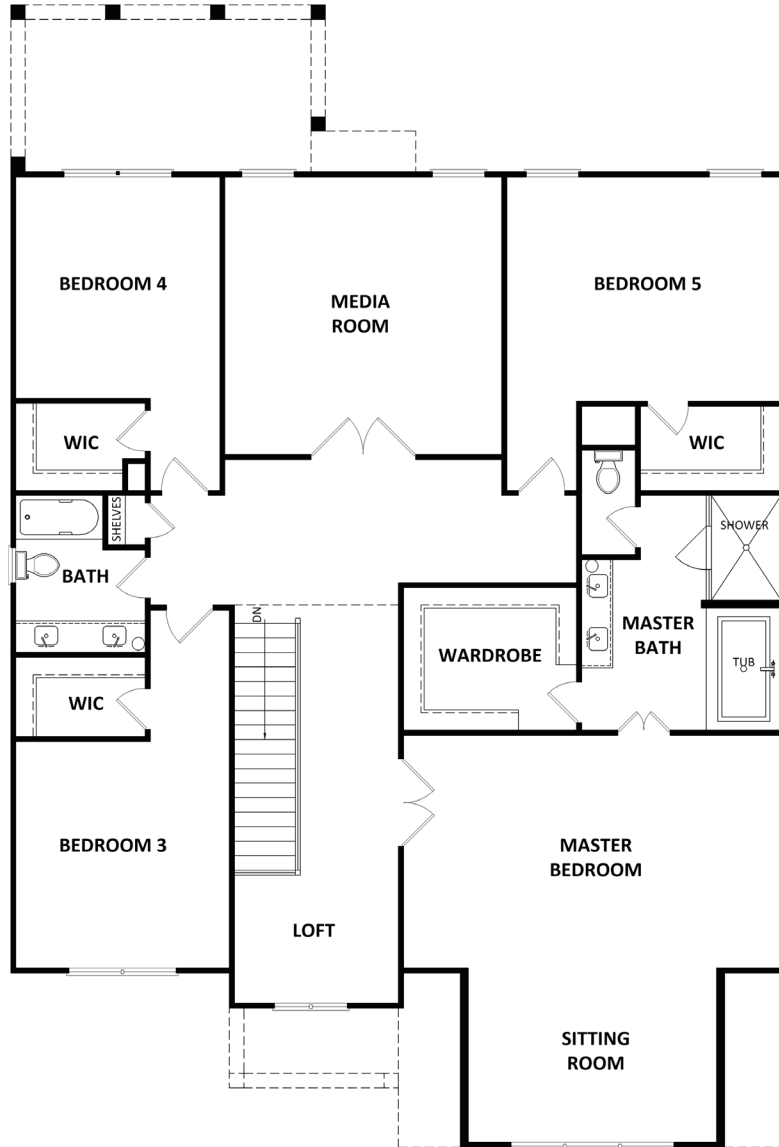 BEDROOM 4
MEDIA
ROOM
BEDROOM 5
WIC
WIC
SHELVES
SHOWER
BATH
DN
MASTER
BATH
WARDROBE
TUB
WIC
BEDROOM 3
MASTER
BEDROOM
LOFT
SITTING
ROOM